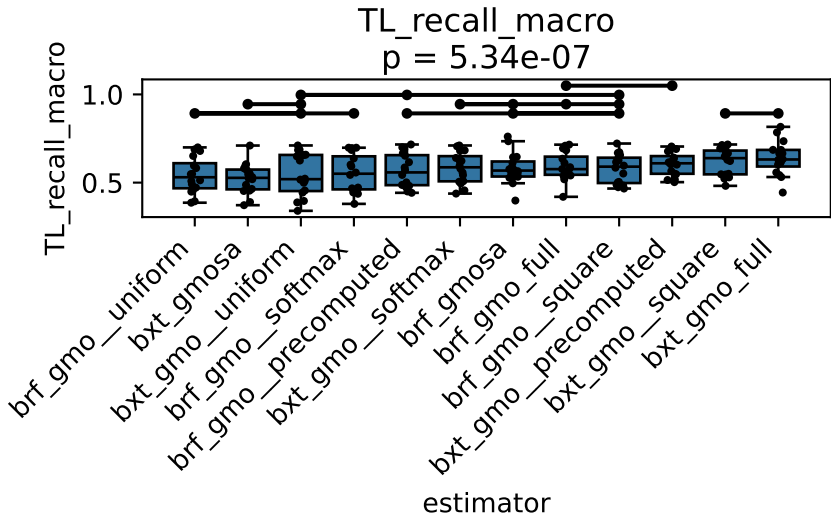 TL_recall_macro
p = 5.34e-07
TL_recall_macro
1.0
0.5
brf_gmo__uniform
bxt_gmosa
bxt_gmo__uniform
brf_gmo__softmax
brf_gmo__precomputed
bxt_gmo__softmax
brf_gmosa
brf_gmo_full
brf_gmo__square
bxt_gmo__precomputed
bxt_gmo__square
bxt_gmo_full
estimator